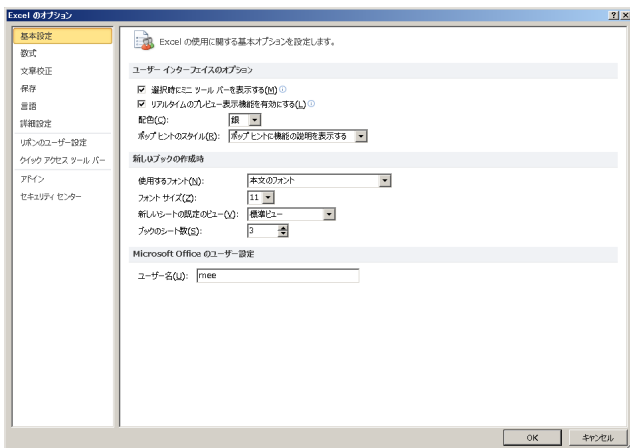 Excel のオプション
基本設定
数式
文章校正
保存
言語
詳細設定
リボンのユーザー設定
クイック アクセス ツール バー
アドイン
セキュリティ センター
Excel の使用に関する基本オプションを設定します。
ユーザー インターフェイスのオプション
選択時にミニ ツール バーを表示する(M)
リアルタイムのプレビュー表示機能を有効にする(L)
配色(C): 銀
ポップ ヒントのスタイル(R): ポップ ヒントに機能の説明を表示する
新しいブックの作成時
使用するフォント(N): 本文のフォント
フォント サイズ(Z): 11
新しいシートの既定のビュー(V): 標準ビュー
ブックのシート数(S): 3
Microsoft Office のユーザー設定
ユーザー名(U): mee
OK キャンセル